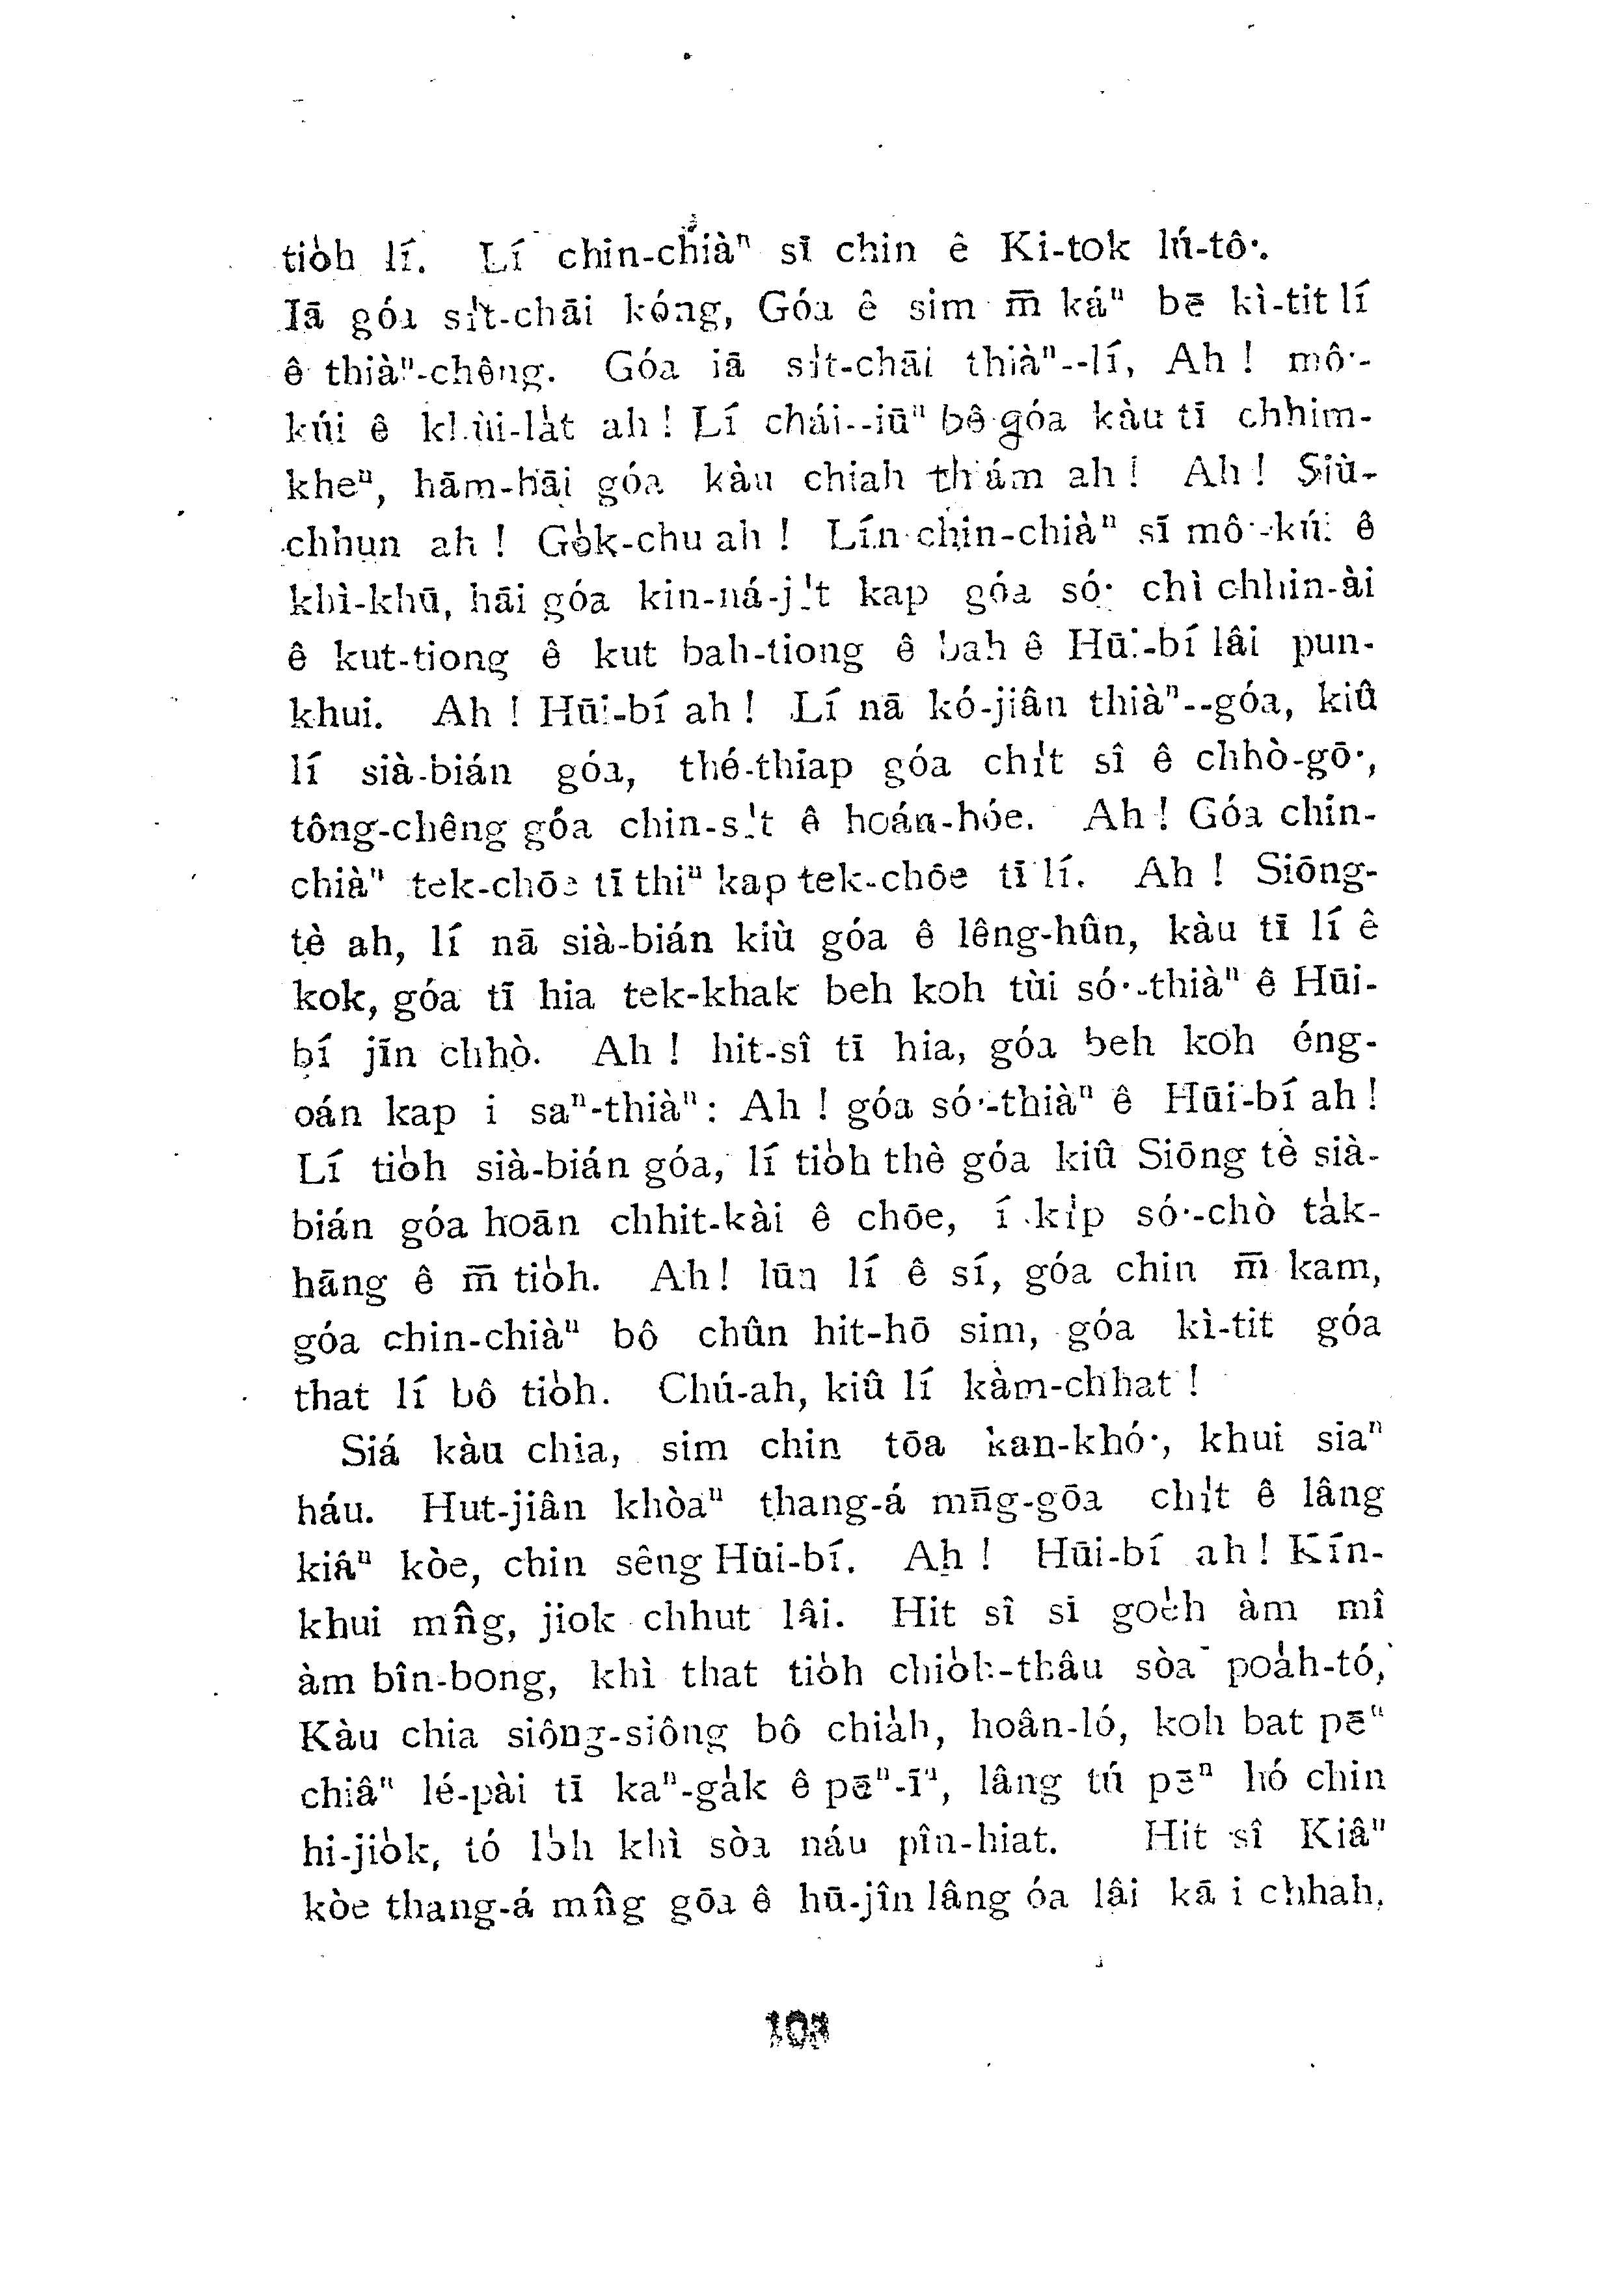 tio̍h lí. Lí chin-chiàⁿ sī chin ê Ki-tok lú-tô͘.
Iā góa si̍t-chāi kóng, Góa ê sim m̄ káⁿ bē kì-tit lí
ê thiàⁿ-chêng. Góa iā si̍t-chāi thiàⁿ--lí, Ah ! mô͘-
kúi ê khùi-la̍t ah ! Lí chái--iūⁿ bê góa kàu tī chhim-
kheⁿ, hām-hāi góa kàu chiah thám ah ! Ah ! Siù-
chhun ah ! Go̍k-chu ah ! Lín chin-chiàⁿ sī mô͘-kúi ê
khì-khū, hāi góa kin-ná-ji̍t kap góa só͘ chì chhin-ài
ê kut-tiong ê kut bah-tiong ê bah ê Hūi-bí lâi pun-
khui. Ah ! Hūi-bí ah ! Lí nā kó-jiân thiàⁿ--góa, kiû
lí sià-bián góa, thé-thiap góa chi̍t sî ê chhò-gō͘,
tông-chêng góa chin-si̍t ê hoán-hóe. Ah ! Góa chin-
chiàⁿ tek-chōe tī thiⁿ kap tek-chōe tī lí. Ah ! Siōng-
tè ah, lí nā sià-bián kiù góa ê lêng-hûn, kàu tī lí ê
kok, góa tī hia tek-khak beh koh tùi só͘-thiàⁿ ê Hūi-
bí jīn chhò. Ah ! hit-sî tī hia, góa beh koh éng-
oán kap i saⁿ-thiàⁿ: Ah ! góa só͘-thiàⁿ ê Hūi-bí ah !
Lí tio̍h sià-bián góa, lí tio̍h thè góa kiû Siōng tè sià-
bián góa hoān chhit-kài ê chōe, í ki̍p só͘-chò ta̍k-
hāng ê m̄ tio̍h. Ah ! lūn lí ê sí, góa chin m̄ kam,
góa chin-chiàⁿ bô chûn hit-hō sim, góa kì-tit góa
that lí bô tio̍h. Chú-ah, kiû lí kàm-chhat !
Siá kàu chia, sim chin tōa kan-khó͘, khui siaⁿ
háu. Hut-jiân khòaⁿ thang-á mn̄g-gōa chi̍t ê lâng
kiâⁿ kòe, chin sêng Hūi-bí. Ah ! Hūi-bí ah ! Kín-
khui mn̂g, jiok chhut lâi. Hit sî si goe̍h àm mî
àm bîn-bong, khì that tio̍h chio̍h-thâu sòa poa̍h-tó,
Kàu chia siông-siông bô chia̍h, hoân-ló, koh bat pēⁿ
chiâⁿ lé-pài tī kaⁿ-ga̍k ê pēⁿ-īⁿ, lâng tú pēⁿ hó chin
hi-jio̍k, tó lo̍h khì sòa náu pîn-hiat. Hit sî Kiâⁿ
kòe thang-á mn̂g gōa ê hū-jîn lâng óa lâi kā i chhah,